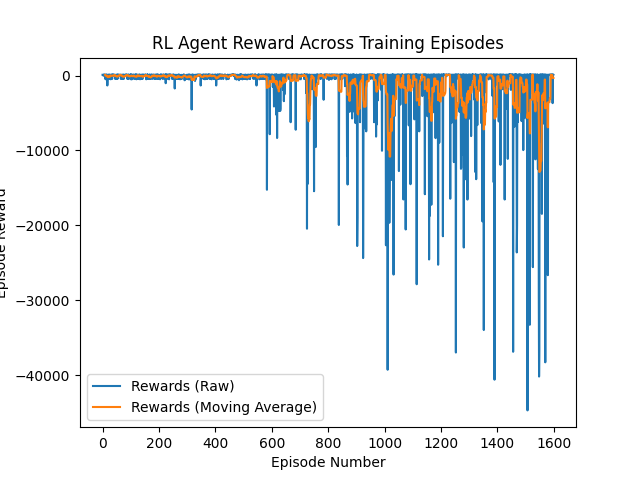 RL Agent Reward Across Training Episodes
Episode Reward
0
−10000
−20000
−30000
−40000
Rewards (Raw)
Rewards (Moving Average)
0 200 400 600 800 1000 1200 1400 1600
Episode Number